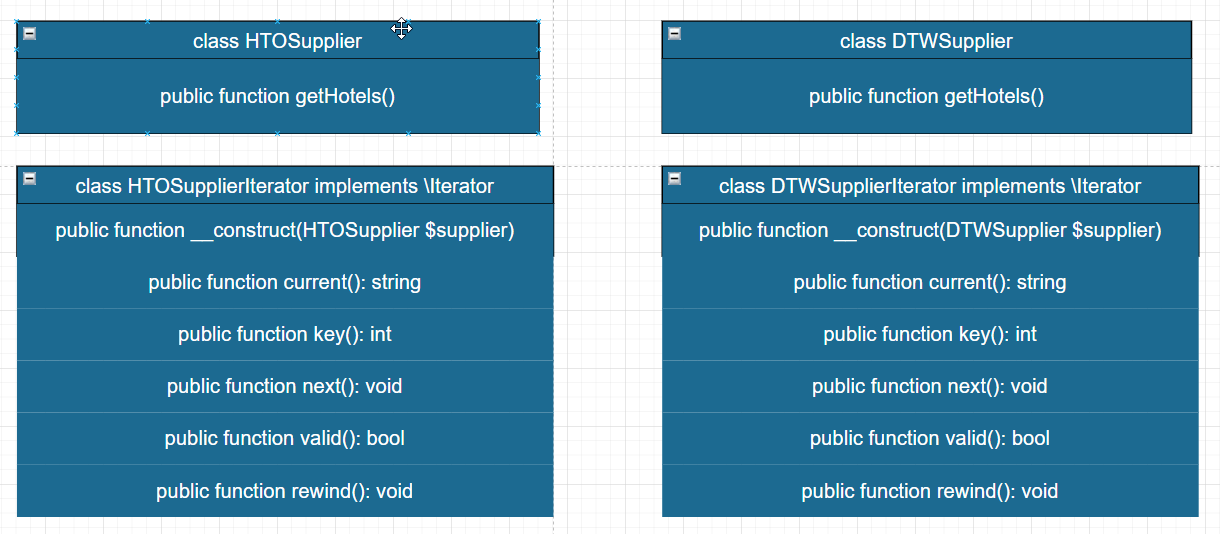 class HTOSupplier
public function getHotels()
class HTOSupplierIterator implements \Iterator
public function __construct(HTOSupplier $supplier)
public function current(): string
public function key(): int
public function next(): void
public function valid(): bool
public function rewind(): void
class DTWSupplier
public function getHotels()
class DTWSupplierIterator implements \Iterator
public function __construct(DTWSupplier $supplier)
public function current(): string
public function key(): int
public function next(): void
public function valid(): bool
public function rewind(): void